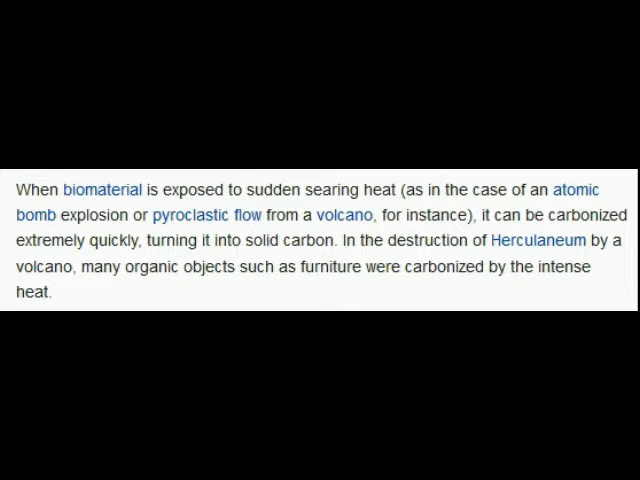 When biomaterial is exposed to sudden searing heat (as in the case of an atomic
bomb explosion or pyroclastic flow from a volcano, for instance), it can be carbonized
extremely quickly, turning it into solid carbon. In the destruction of Herculaneum by a
volcano, many organic objects such as furniture were carbonized by the intense
heat.